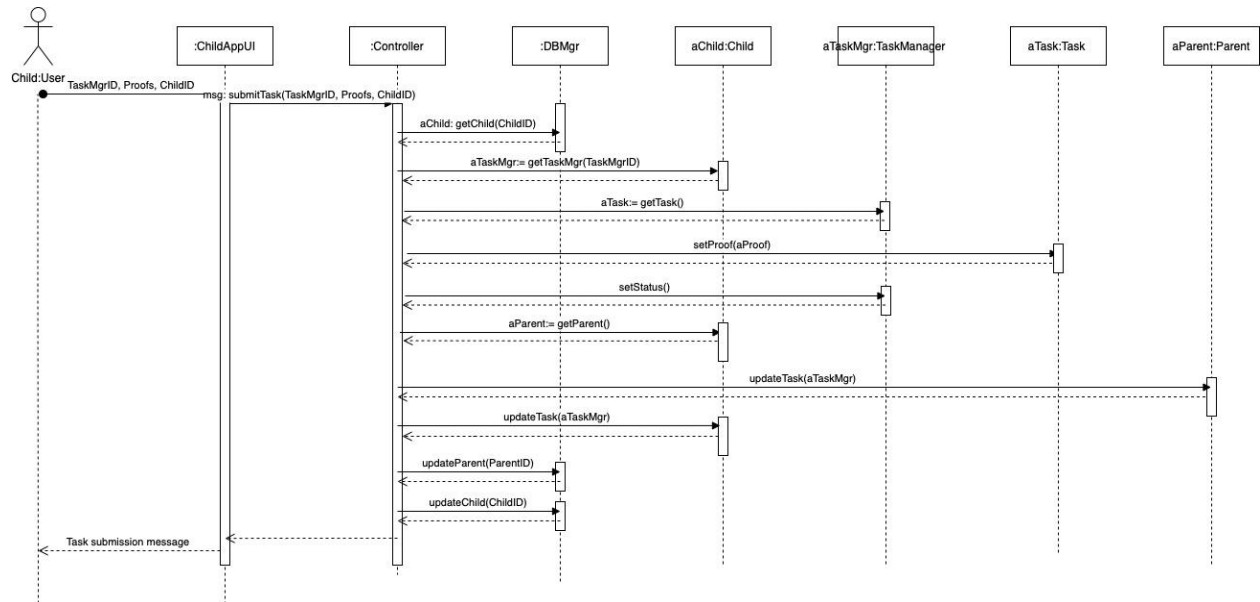 :ChildAppUI
:Controller
:DBMgr
aChild:Child
aTaskMgr:TaskManager
aTask:Task
aParent:Parent
Child:User
TaskMgrID, Proofs, ChildID
msg: submitTask(TaskMgrID, Proofs, ChildID)
aChild: getChild(ChildID)
aTaskMgr:= getTaskMgr(TaskMgrID)
aTask:= getTask()
setProof(aProof)
setStatus()
aParent:= getParent()
updateTask(aTaskMgr)
updateTask(aTaskMgr)
updateParent(ParentID)
updateChild(ChildID)
Task submission message